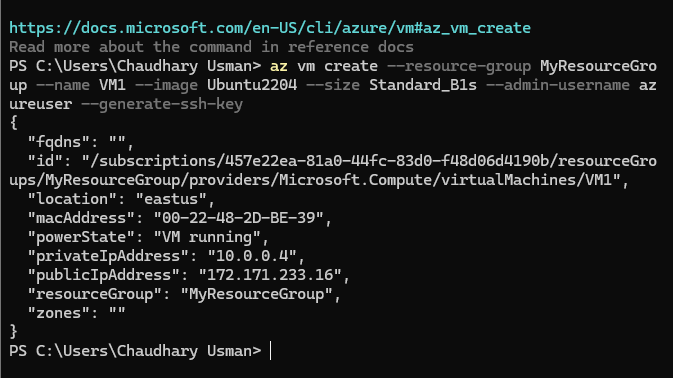 https://docs.microsoft.com/en-US/cli/azure/vm#az_vm_create
Read more about the command in reference docs
PS C:\Users\Chaudhary Usman> az vm create --resource-group MyResourceGro
up --name VM1 --image Ubuntu2204 --size Standard_B1s --admin-username az
ureuser --generate-ssh-key
{
  "fqdns": "",
  "id": "/subscriptions/457e22ea-81a0-44fc-83d0-f48d06d4190b/resourceGro
ups/MyResourceGroup/providers/Microsoft.Compute/virtualMachines/VM1",
  "location": "eastus",
  "macAddress": "00-22-48-2D-BE-39",
  "powerState": "VM running",
  "privateIpAddress": "10.0.0.4",
  "publicIpAddress": "172.171.233.16",
  "resourceGroup": "MyResourceGroup",
  "zones": ""
}
PS C:\Users\Chaudhary Usman>